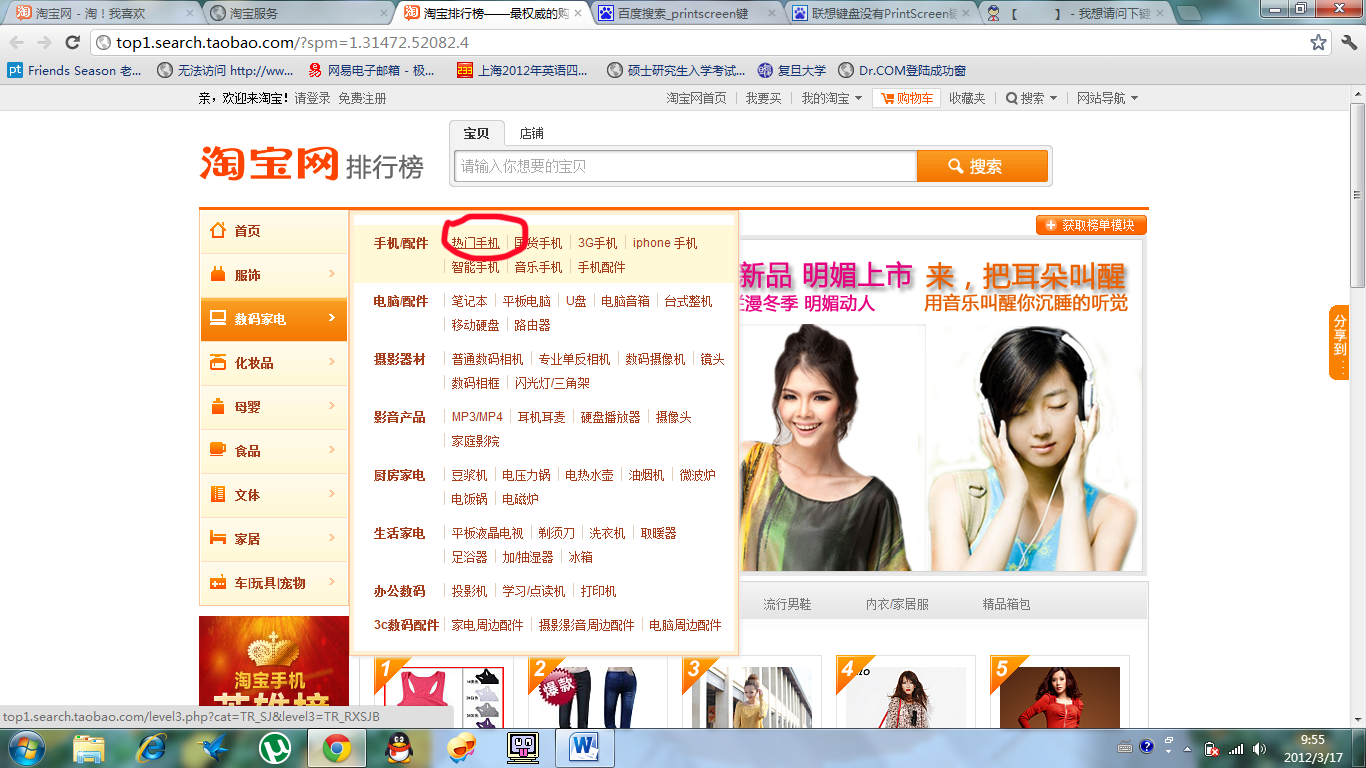 淘宝网 - 淘！我喜欢
淘宝服务
淘宝排行榜——最权威的购
百度搜索_printscreen键
联想键盘没有PrintScreen键
【 】 - 我想请问下键
top1.search.taobao.com/?spm=1.31472.52082.4
Friends Season 老...
无法访问 http://ww...
网易电子邮箱 - 极...
上海2012年英语四...
硕士研究生入学考试...
复旦大学
Dr.COM登陆成功窗
亲，欢迎来淘宝！请登录 免费注册
淘宝网首页 我要买 我的淘宝 购物车 收藏夹 搜索 网站导航
宝贝 店铺
淘宝网 排行榜
请输入你想要的宝贝
搜索
首页
服饰
数码家电
化妆品
母婴
食品
文体
家居
车|玩具|宠物
手机/配件 热门手机 国货手机 3G手机 iphone 手机
智能手机 音乐手机 手机配件
电脑/配件 笔记本 平板电脑 U盘 电脑音箱 台式整机
移动硬盘 路由器
摄影器材 普通数码相机 专业单反相机 数码摄像机 镜头
数码相框 闪光灯/三角架
影音产品 MP3/MP4 耳机耳麦 硬盘播放器 摄像头
家庭影院
厨房家电 豆浆机 电压力锅 电热水壶 油烟机 微波炉
电饭锅 电磁炉
生活家电 平板液晶电视 剃须刀 洗衣机 取暖器
足浴器 加/抽湿器 冰箱
办公数码 投影机 学习/点读机 打印机
3c数码配件 家电周边配件 摄影影音周边配件 电脑周边配件
获取榜单模块
新品 明媚上市
漫冬季 明媚动人
来，把耳朵叫醒
用音乐叫醒你沉睡的听觉
分享到
流行男鞋 内衣/家居服 精品箱包
淘宝手机
英雄榜
1
2
爆款
3
4
5
top1.search.taobao.com/level3.php?cat=TR_SJ&level3=TR_RXSJB
9:55
2012/3/17